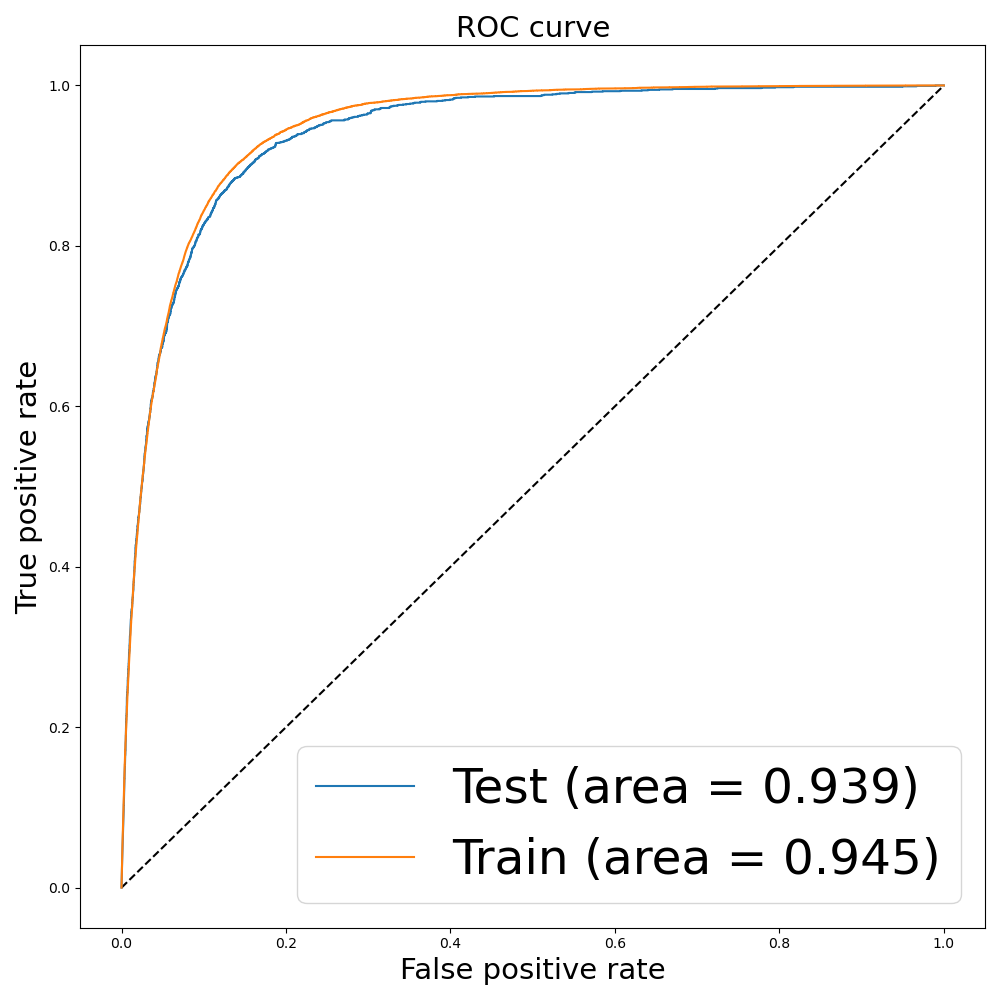 ROC curve
True positive rate
1.0
0.8
0.6
0.4
0.2
0.0
Test (area = 0.939)
Train (area = 0.945)
0.0 0.2 0.4 0.6 0.8 1.0
False positive rate